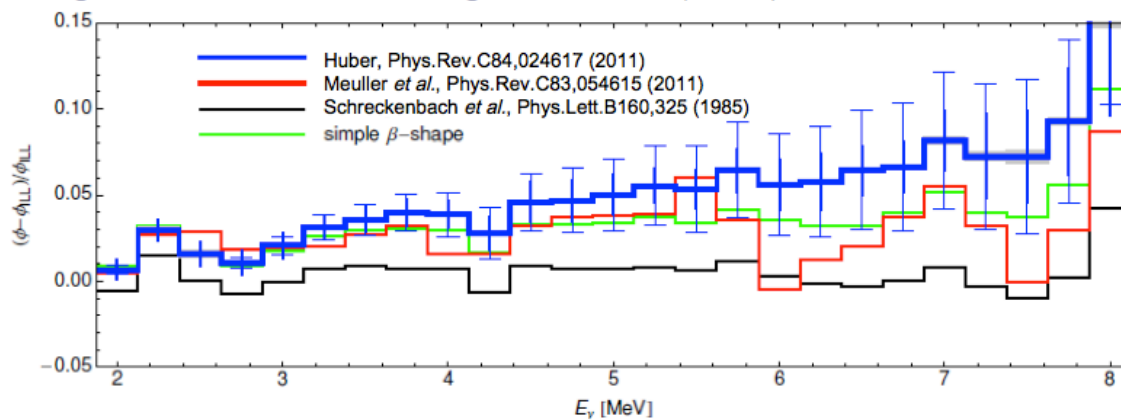 0.15
0.10
0.05
0.00
−0.05
(ϕ−ϕILL)/ϕILL
Huber, Phys.Rev.C84,024617 (2011)
Meuller et al., Phys.Rev.C83,054615 (2011)
Schreckenbach et al., Phys.Lett.B160,325 (1985)
simple β−shape
2 3 4 5 6 7 8
Eν [MeV]